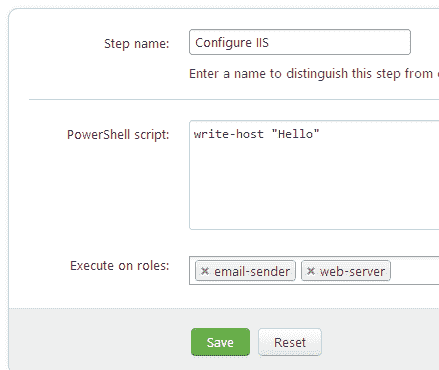 Step name: Configure IIS
Enter a name to distinguish this step from
PowerShell script: write-host "Hello"
Execute on roles: × email-sender × web-server
Save Reset